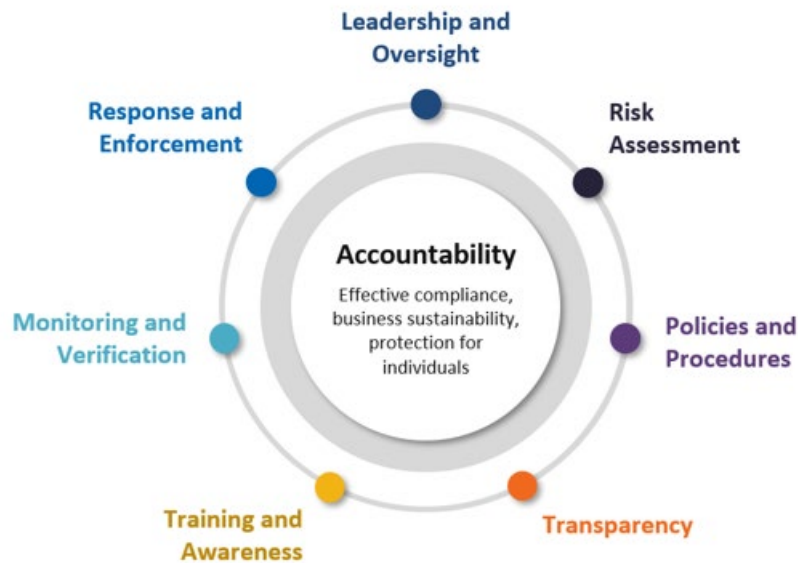 Leadership and
Oversight
Risk
Assessment
Policies and
Procedures
Transparency
Training and
Awareness
Monitoring and
Verification
Response and
Enforcement
Accountability
Effective compliance,
business sustainability,
protection for
individuals